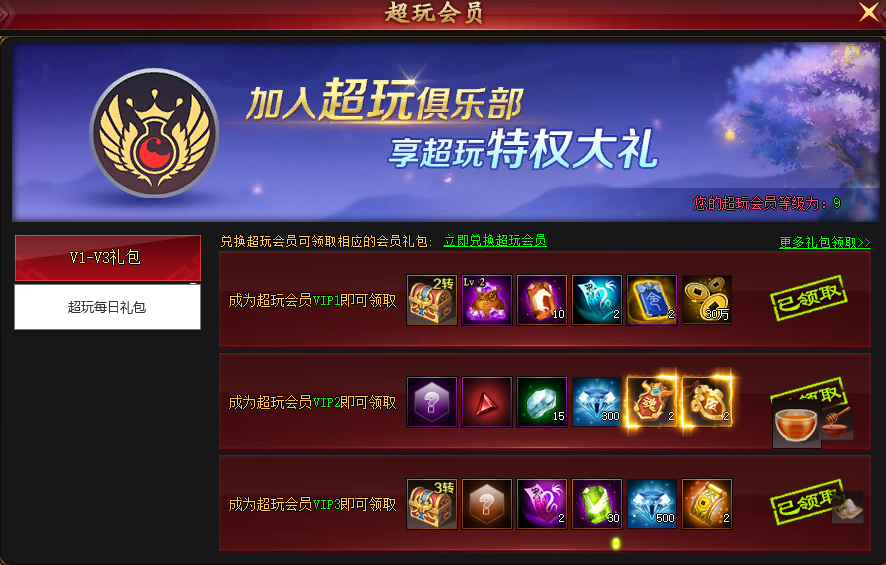 超玩会员
加入超玩俱乐部
享超玩特权大礼
您的超玩会员等级为：9
V1-V3礼包
超玩每日礼包
兑换超玩会员可领取相应的会员礼包: 立即兑换超玩会员 更多礼包领取>>
成为超玩会员VIP1即可领取 2转 Lv 2 10 2 2 30万 已领取
成为超玩会员VIP2即可领取 ? 15 300 2 2
成为超玩会员VIP3即可领取 3转 ? 2 30 500 2 已领取